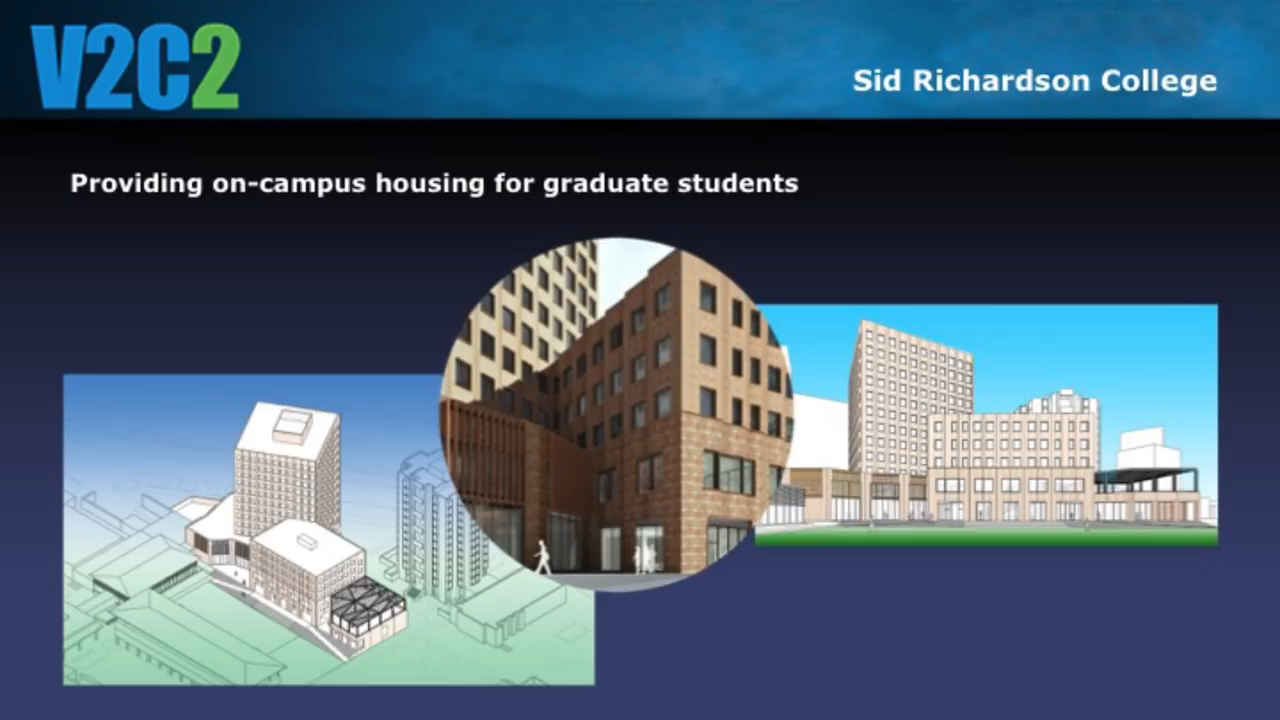 V2C2
Sid Richardson College
Providing on-campus housing for graduate students